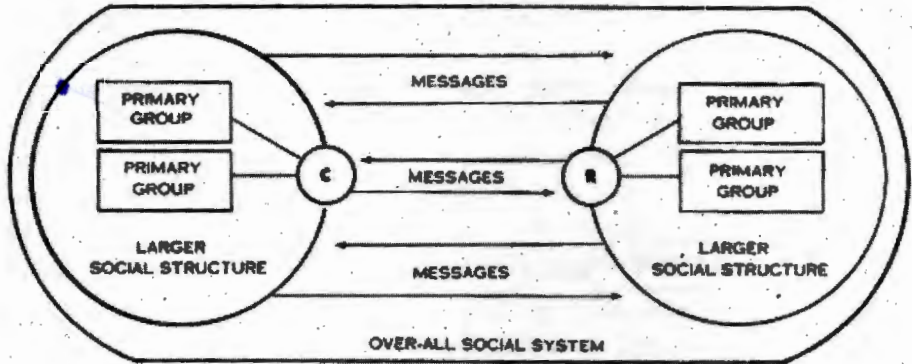 MESSAGES
PRIMARY
GROUP
PRIMARY
GROUP
C
MESSAGES
R
PRIMARY
GROUP
PRIMARY
GROUP
LARGER
SOCIAL STRUCTURE
MESSAGES
LARGER
SOCIAL STRUCTURE
OVER-ALL SOCIAL SYSTEM